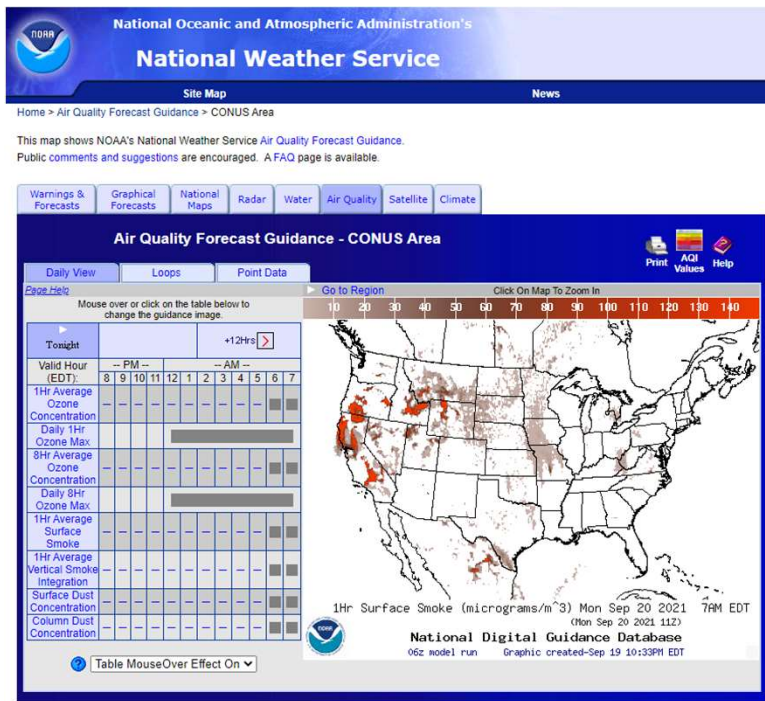 NOAA
National Oceanic and Atmospheric Administration's
National Weather Service
Site Map
News
Home > Air Quality Forecast Guidance > CONUS Area
This map shows NOAA's National Weather Service Air Quality Forecast Guidance.
Public comments and suggestions are encouraged. A FAQ page is available.
Warnings &
Forecasts
Graphical
Forecasts
National
Maps
Radar
Water
Air Quality
Satellite
Climate
Air Quality Forecast Guidance - CONUS Area
Print
AQI
Values
Help
Daily View
Loops
Point Data
Page Help
Go to Region
Click On Map To Zoom In
Mouse over or click on the table below to
change the guidance image.
10 20 30 40 50 60 70 80 90 100 110 120 130 140
Tonight
+12Hrs >
Valid Hour
(EDT):
-- PM --
-- AM --
8 9 10 11 12 1 2 3 4 5 6 7
1Hr Average
Ozone
Concentration
Daily 1Hr
Ozone Max
8Hr Average
Ozone
Concentration
Daily 8Hr
Ozone Max
1Hr Average
Surface
Smoke
1Hr Average
Vertical Smoke
Integration
Surface Dust
Concentration
Column Dust
Concentration
? Table MouseOver Effect On
1Hr Surface Smoke (micrograms/m^3) Mon Sep 20 2021 7AM EDT
(Mon Sep 20 2021 11Z)
National Digital Guidance Database
06z model run Graphic created-Sep 19 10:33PM EDT